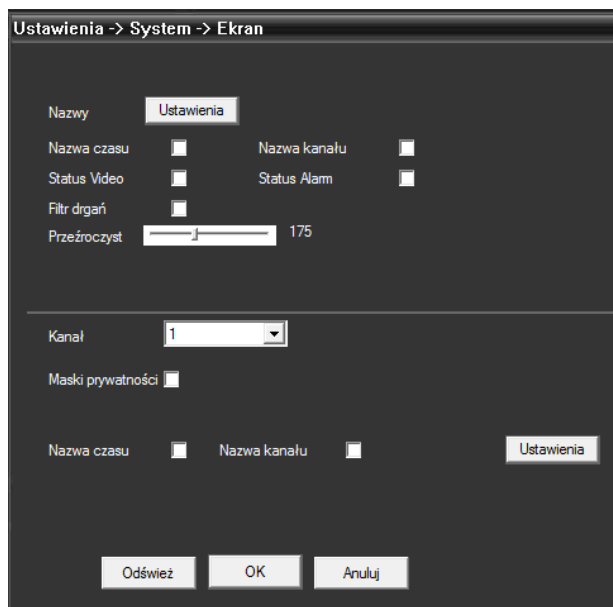 Ustawienia -> System -> Ekran
Nazwy Ustawienia
Nazwa czasu Nazwa kanału
Status Video Status Alarm
Filtr drgań
Przeźroczyst 175
Kanał 1
Maski prywatności
Nazwa czasu Nazwa kanału Ustawienia
Odśwież OK Anuluj